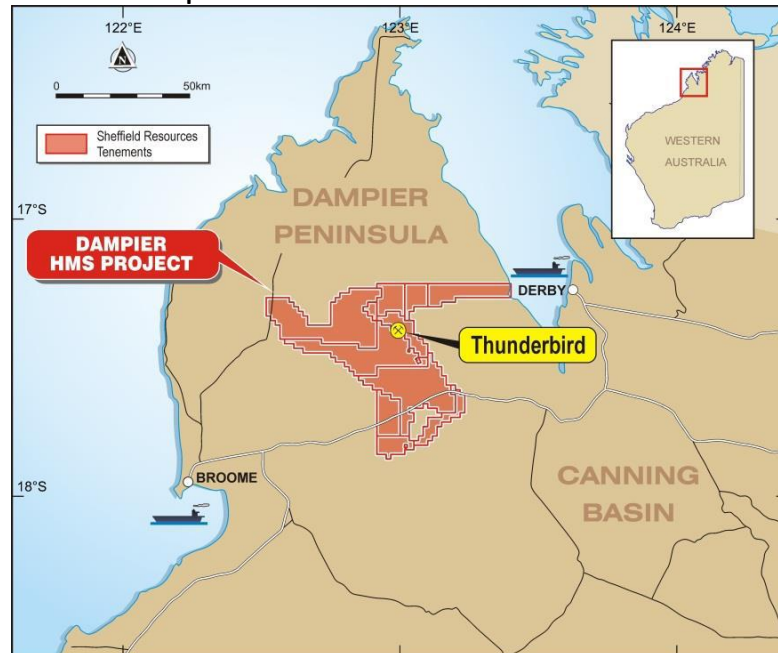 122°E
123°E
124°E
0
50km
Sheffield Resources
Tenements
WESTERN
AUSTRALIA
17°S
DAMPIER
PENINSULA
DAMPIER
HMS PROJECT
DERBY
Thunderbird
BROOME
18°S
CANNING
BASIN